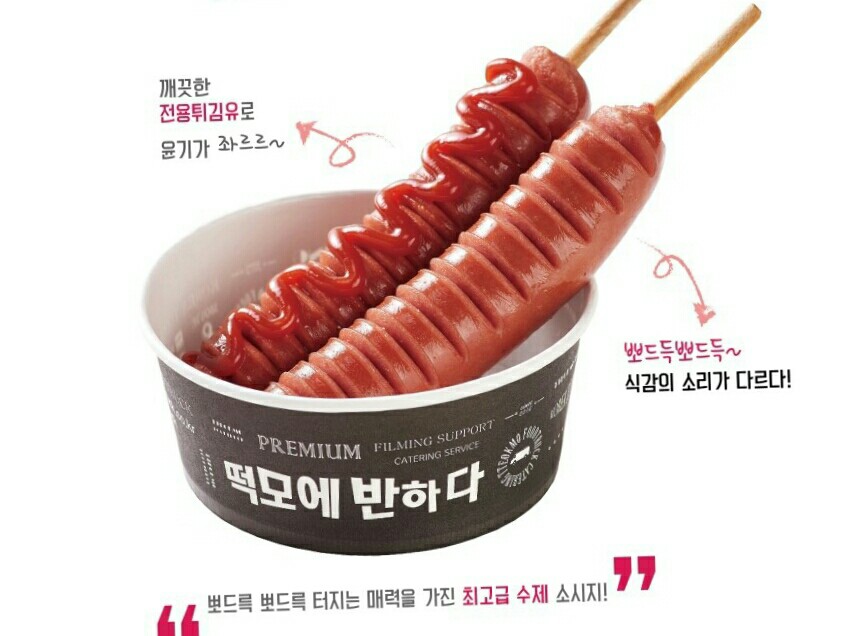 깨끗한
전용튀김유로
윤기가 좌르르~
뽀드득뽀드득~
식감의 소리가 다르다!
PREMIUM FILMING SUPPORT
CATERING SERVICE
떡모에 반하다
TEOKMO FOODTRUCK CATERING
❝ 뽀드륵 뽀드륵 터지는 매력을 가진 최고급 수제 소시지! ❞